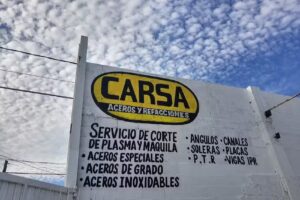 CARSA
ACEROS Y REFACCIONES
SERVICIO DE CORTE
DE PLASMA Y MAQUILA
• ACEROS ESPECIALES
• ACEROS DE GRADO
• ACEROS INOXIDABLES
• ANGULOS • CANALES
• SOLERAS • PLACAS
• P.T.R • VIGAS IPR